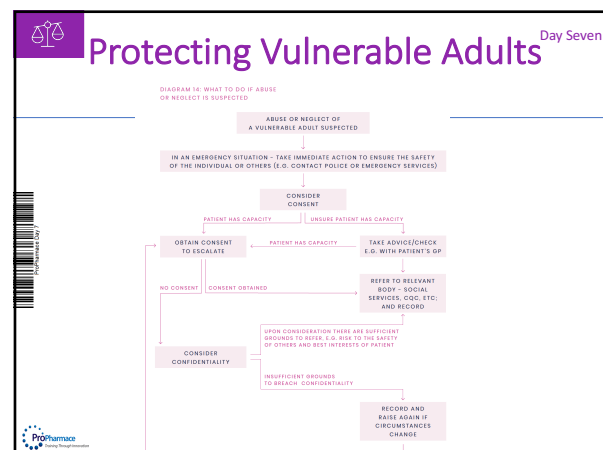 Protecting Vulnerable Adults
Day Seven
DIAGRAM 14: WHAT TO DO IF ABUSE
OR NEGLECT IS SUSPECTED
ABUSE OR NEGLECT OF
A VULNERABLE ADULT SUSPECTED
IN AN EMERGENCY SITUATION - TAKE IMMEDIATE ACTION TO ENSURE THE SAFETY
OF THE INDIVIDUAL OR OTHERS (E.G. CONTACT POLICE OR EMERGENCY SERVICES)
CONSIDER
CONSENT
PATIENT HAS CAPACITY
UNSURE PATIENT HAS CAPACITY
OBTAIN CONSENT
TO ESCALATE
PATIENT HAS CAPACITY
TAKE ADVICE/CHECK
E.G. WITH PATIENT'S GP
NO CONSENT
CONSENT OBTAINED
REFER TO RELEVANT
BODY - SOCIAL
SERVICES, CQC, ETC;
AND RECORD
UPON CONSIDERATION THERE ARE SUFFICIENT
GROUNDS TO REFER, E.G. RISK TO THE SAFETY
OF OTHERS AND BEST INTERESTS OF PATIENT
CONSIDER
CONFIDENTIALITY
INSUFFICIENT GROUNDS
TO BREACH CONFIDENTIALITY
RECORD AND
RAISE AGAIN IF
CIRCUMSTANCES
CHANGE
ProPharmace Day 7
ProPharmace
Training Through Innovation